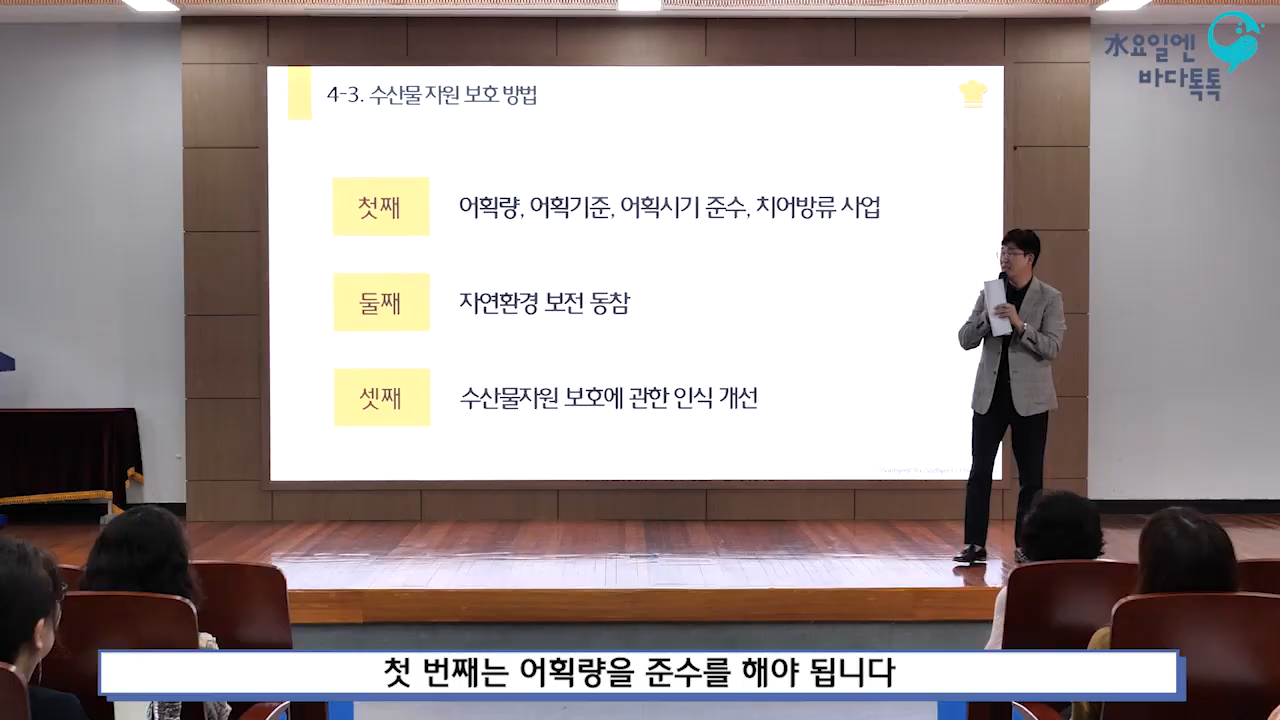 水요일엔
바다톡톡
4-3. 수산물 자원 보호 방법
첫째
어획량, 어획기준, 어획시기 준수, 치어방류 사업
둘째
자연환경 보전 동참
셋째
수산물자원 보호에 관한 인식 개선
첫 번째는 어획량을 준수를 해야 됩니다